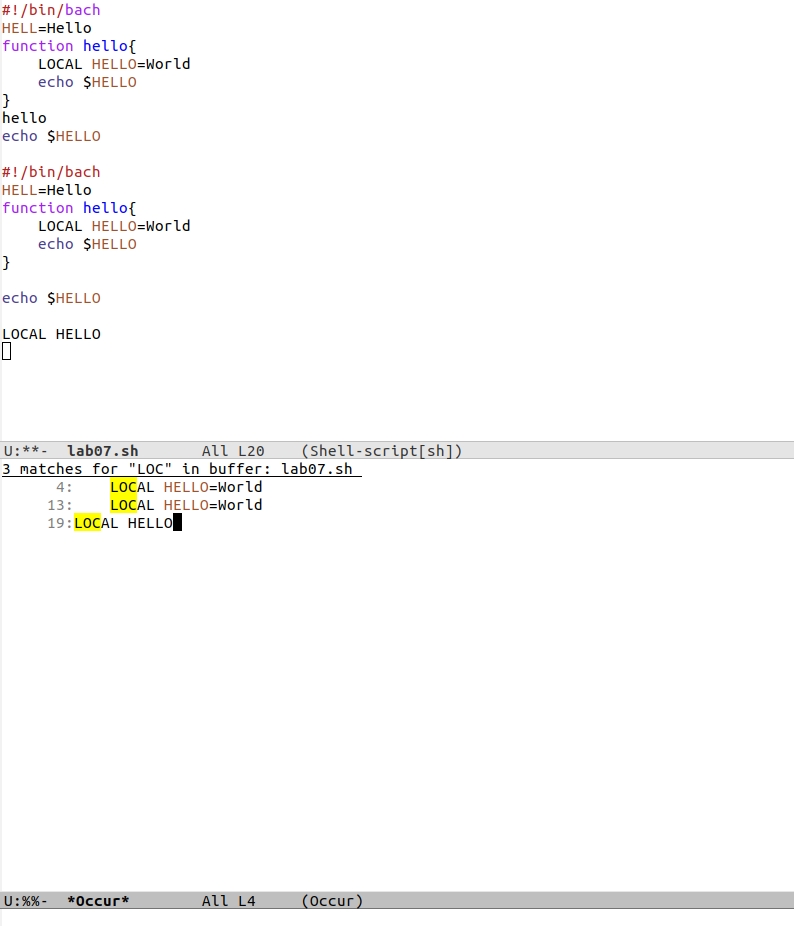 #!/bin/bach
HELL=Hello
function hello{
    LOCAL HELLO=World
    echo $HELLO
}
hello
echo $HELLO

#!/bin/bach
HELL=Hello
function hello{
    LOCAL HELLO=World
    echo $HELLO
}

echo $HELLO

LOCAL HELLO
U:**-  lab07.sh       All L20    (Shell-script[sh])
3 matches for "LOC" in buffer: lab07.sh
      4:    LOCAL HELLO=World
     13:    LOCAL HELLO=World
     19:LOCAL HELLO
U:%%-  *Occur*        All L4     (Occur)